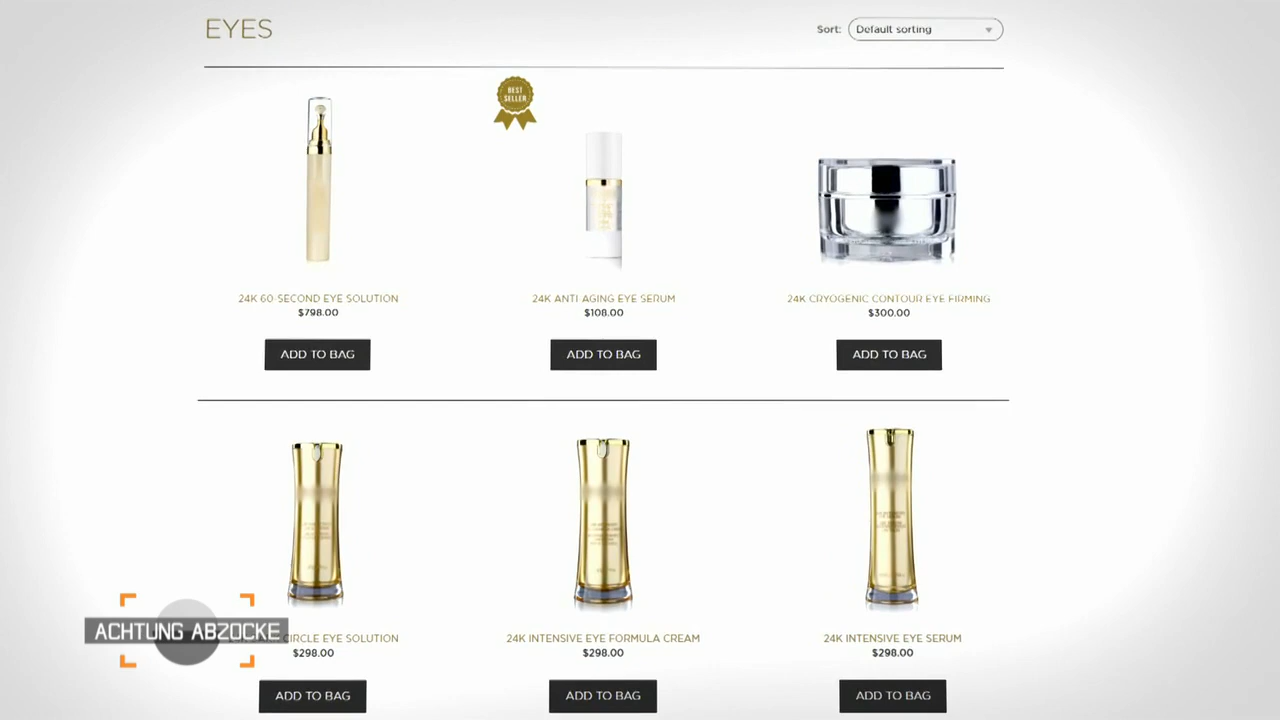 EYES
Sort: Default sorting
BEST
SELLER
24K 60-SECOND EYE SOLUTION
$798.00
24K ANTI AGING EYE SERUM
$108.00
24K CRYOGENIC CONTOUR EYE FIRMING
$300.00
ADD TO BAG
ADD TO BAG
ADD TO BAG
CIRCLE EYE SOLUTION
$298.00
24K INTENSIVE EYE FORMULA CREAM
$298.00
24K INTENSIVE EYE SERUM
$298.00
ACHTUNG ABZOCKE
ADD TO BAG
ADD TO BAG
ADD TO BAG